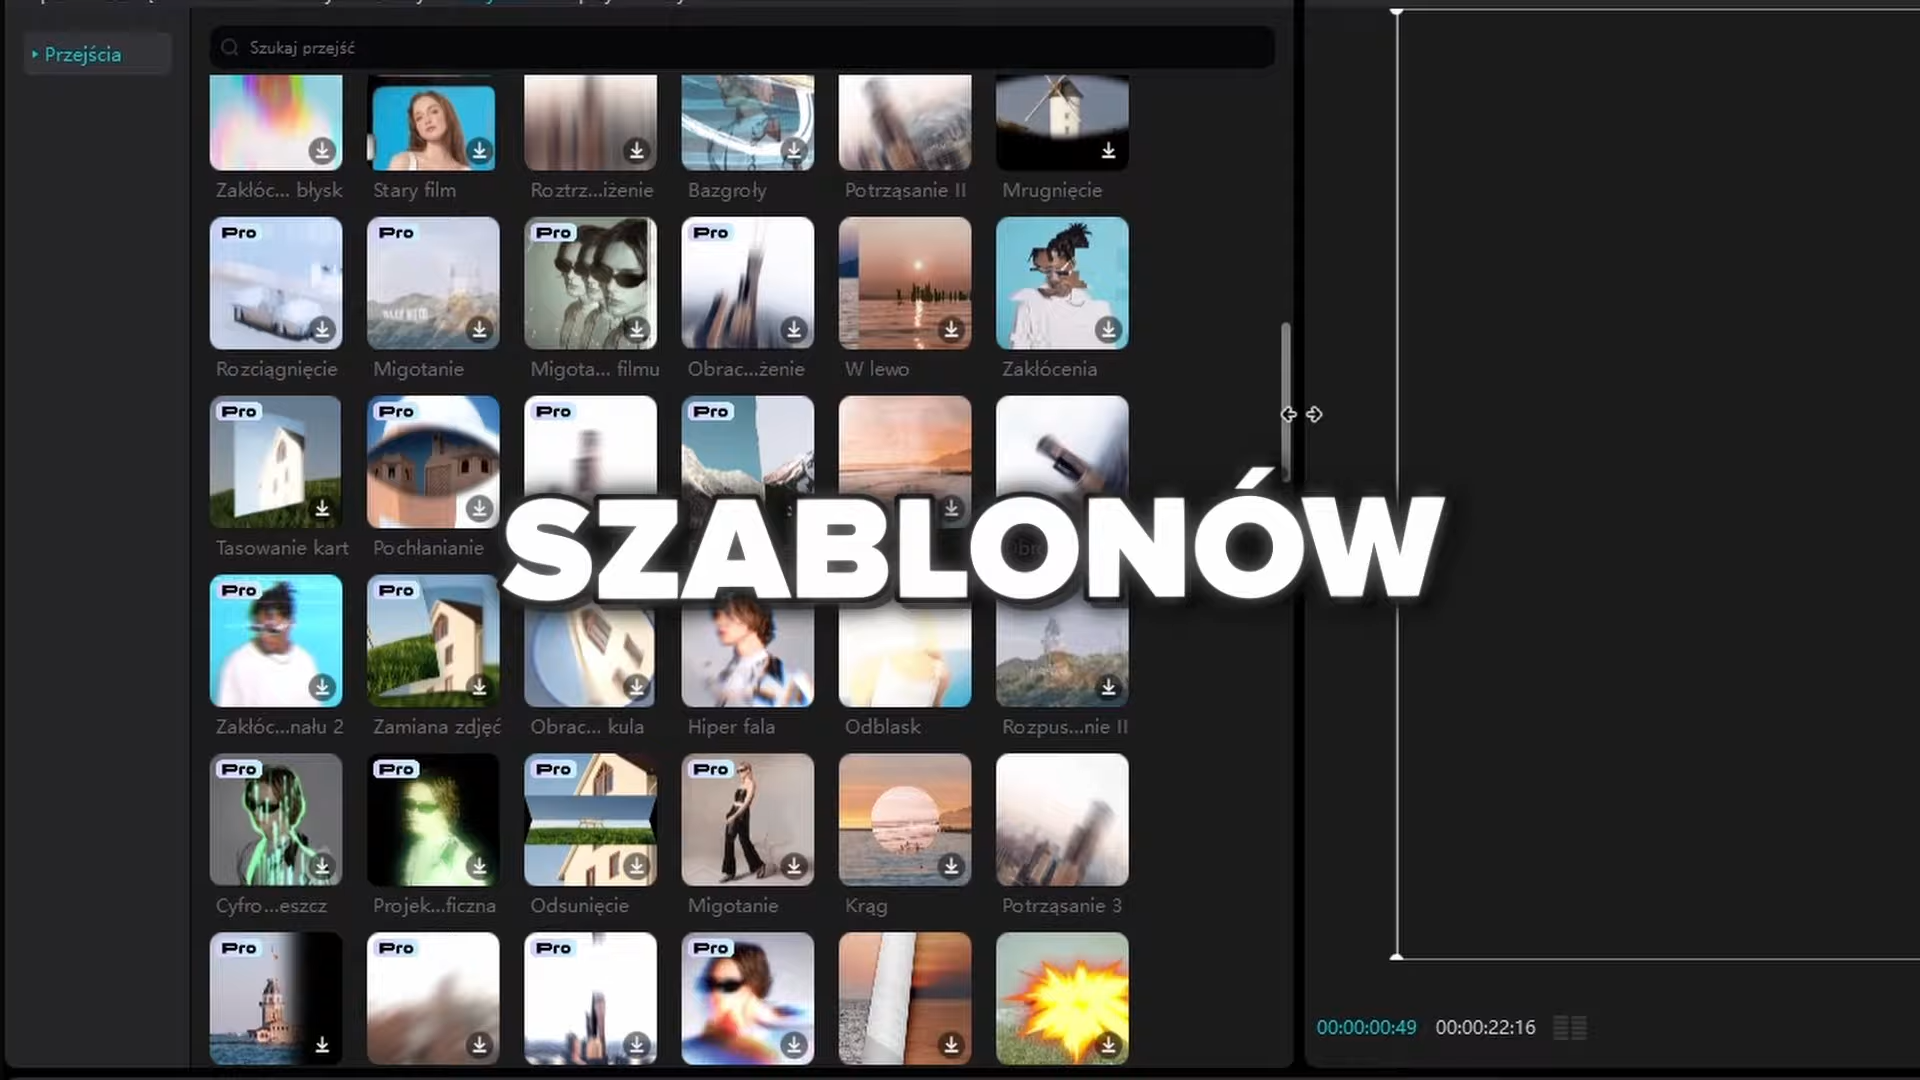 Przejścia
Szukaj przejść
Zakłóc... błysk
Stary film
Roztrz...iżenie
Bazgroły
Potrząsanie II
Mrugnięcie
Pro
Pro
Pro
Pro
Rozciągnięcie
Migotanie
Migota... filmu
Obrac...żenie
W lewo
Zakłócenia
Pro
Pro
Pro
Pro
Tasowanie kart
Pochłanianie
SZABLONÓW
Pro
Pro
Zakłóc...nału 2
Zamiana zdjęć
Obrac... kula
Hiper fala
Odblask
Rozpus...nie II
Pro
Pro
Pro
Pro
Cyfro...eszcz
Projek...ficzna
Odsunięcie
Migotanie
Krąg
Potrząsanie 3
Pro
Pro
Pro
Pro
00:00:00:49
00:00:22:16